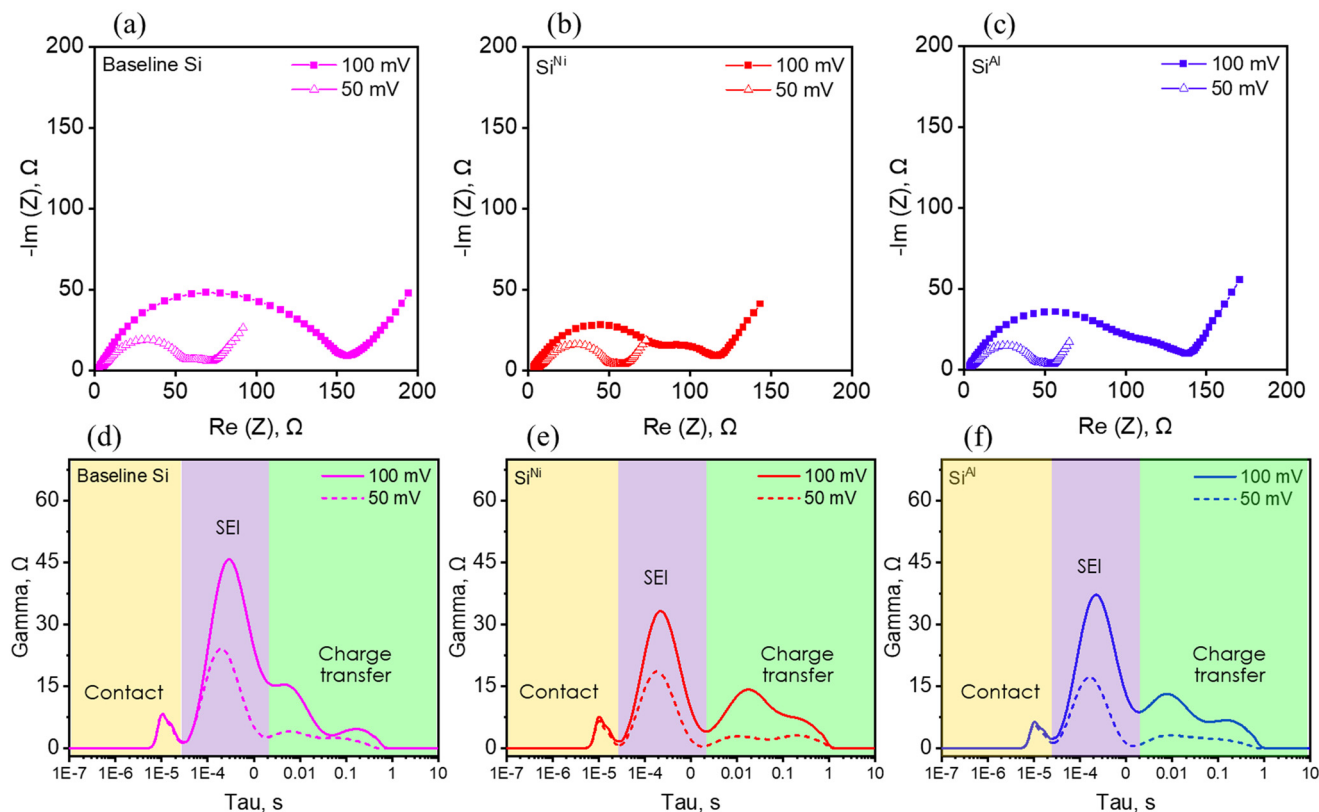 (a)
Baseline Si
100 mV
50 mV
200
150
100
50
0
-Im (Z), Ω
0 50 100 150 200
Re (Z), Ω
(b)
Si^Ni
100 mV
50 mV
200
150
100
50
0
-Im (Z), Ω
0 50 100 150 200
Re (Z), Ω
(c)
Si^Al
100 mV
50 mV
200
150
100
50
0
-Im (Z), Ω
0 50 100 150 200
Re (Z), Ω
(d)
Baseline Si
100 mV
50 mV
SEI
Contact
Charge
transfer
60
45
30
15
0
Gamma, Ω
1E-7 1E-6 1E-5 1E-4 0 0.01 0.1 1 10
Tau, s
(e)
Si^Ni
100 mV
50 mV
SEI
Contact
Charge
transfer
60
45
30
15
0
Gamma, Ω
1E-7 1E-6 1E-5 1E-4 0 0.01 0.1 1 10
Tau, s
(f)
Si^Al
100 mV
50 mV
SEI
Contact
Charge
transfer
60
45
30
15
0
Gamma, Ω
1E-7 1E-6 1E-5 1E-4 0 0.01 0.1 1 10
Tau, s